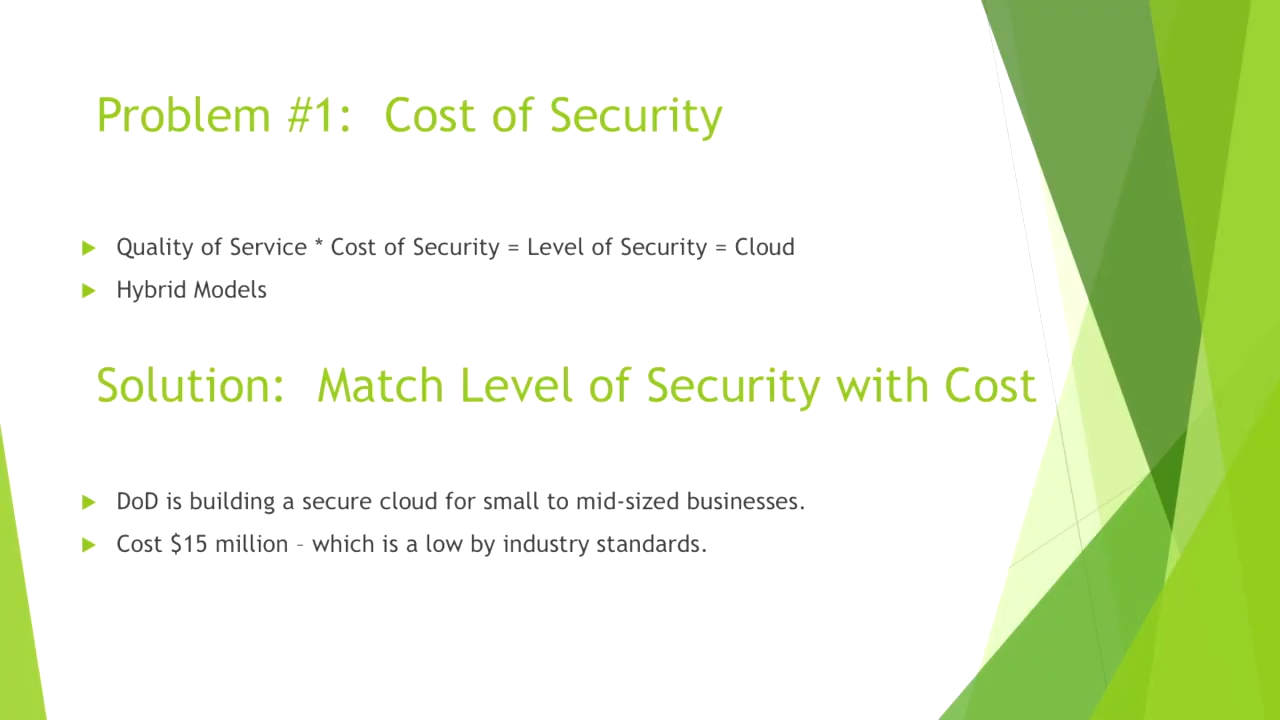 Problem #1:  Cost of Security
Quality of Service * Cost of Security = Level of Security = Cloud
Hybrid Models
Solution:  Match Level of Security with Cost
DoD is building a secure cloud for small to mid-sized businesses.
Cost $15 million – which is a low by industry standards.